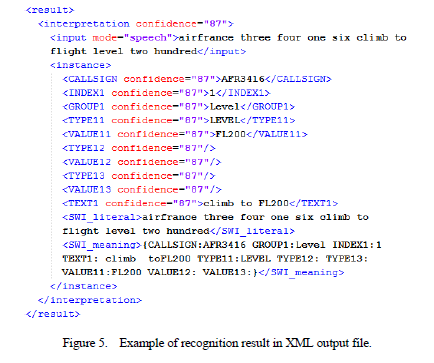 <result>
<interpretation confidence="87">
<input mode="speech">airfrance three four one six climb to
flight level two hundred</input>
<instance>
<CALLSIGN confidence="87">AFR3416</CALLSIGN>
<INDEX1 confidence="87">1</INDEX1>
<GROUP1 confidence="87">Level</GROUP1>
<TYPE11 confidence="87">LEVEL</TYPE11>
<VALUE11 confidence="87">FL200</VALUE11>
<TYPE12 confidence="87"/>
<VALUE12 confidence="87"/>
<TYPE13 confidence="87"/>
<VALUE13 confidence="87"/>
<TEXT1 confidence="87">climb to FL200</TEXT1>
<SWI_literal>airfrance three four one six climb to
flight level two hundred</SWI_literal>
<SWI_meaning>{CALLSIGN:AFR3416 GROUP1:Level INDEX1:1
TEXT1: climb toFL200 TYPE11:LEVEL TYPE12: TYPE13:
VALUE11:FL200 VALUE12: VALUE13:}</SWI_meaning>
</instance>
</interpretation>
</result>
Figure 5. Example of recognition result in XML output file.